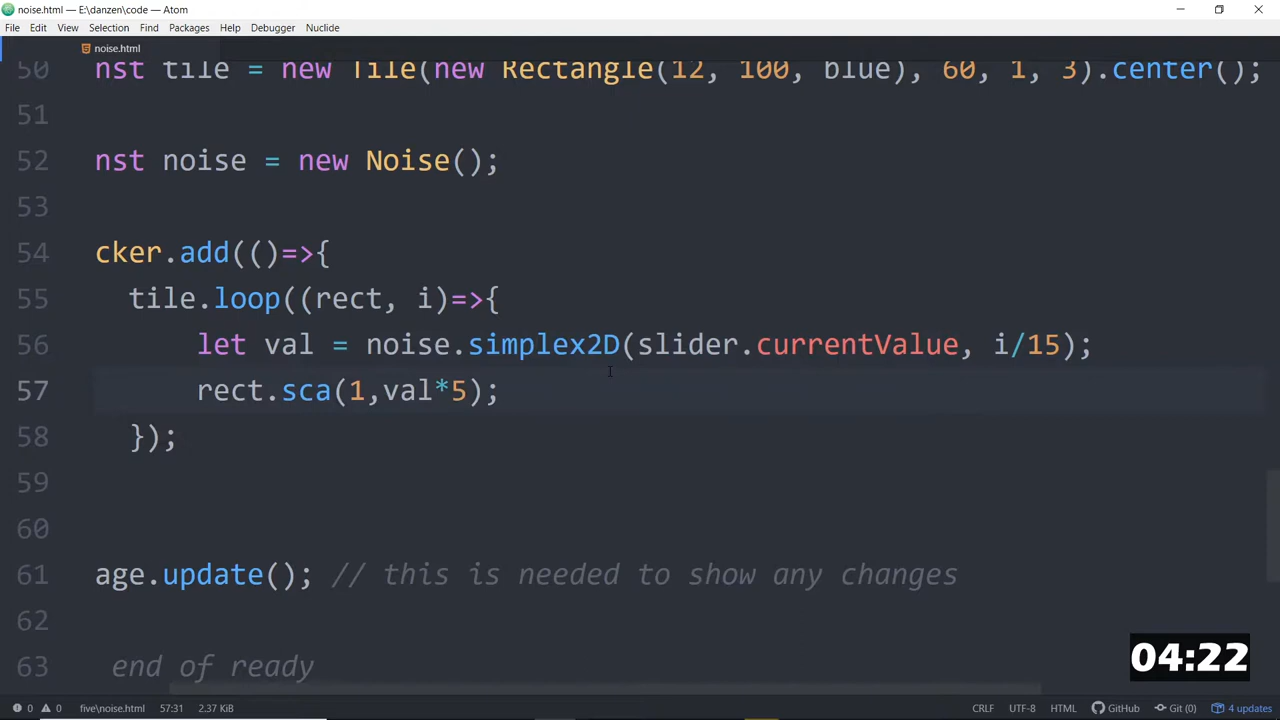 noise.html — E:\danzen\code — Atom
File Edit View Selection Find Packages Help Debugger Nuclide
noise.html
50 nst tile = new Tile(new Rectangle(12, 100, blue), 60, 1, 3).center();
51
52 nst noise = new Noise();
53
54 cker.add(()=>{
55 tile.loop((rect, i)=>{
56 let val = noise.simplex2D(slider.currentValue, i/15);
57 rect.sca(1,val*5);
58 });
59
60
61 age.update(); // this is needed to show any changes
62
63 end of ready
04:22
0 0 five\noise.html 57:31 2.37 KiB CRLF UTF-8 HTML GitHub Git (0) 4 updates